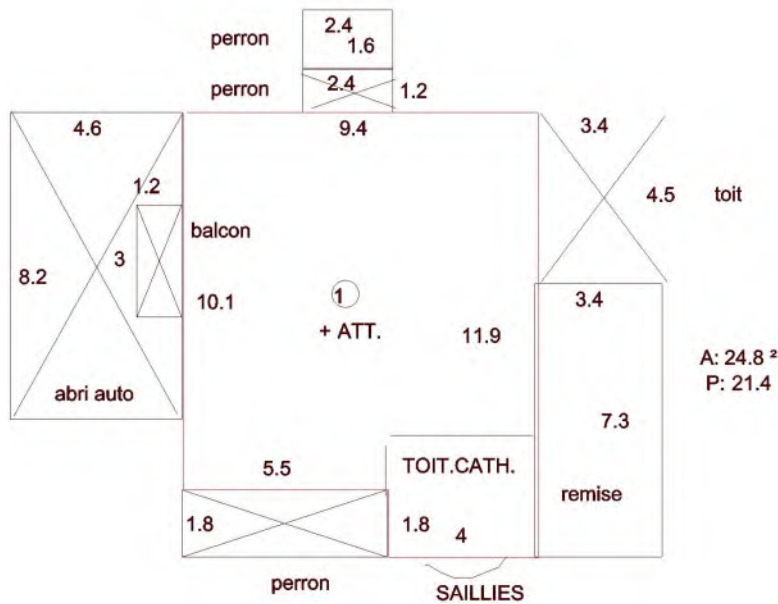 2.4
perron
1.6
perron
2.4
1.2
4.6
9.4
3.4
1.2
4.5
toit
balcon
3
8.2
10.1
1
3.4
+ ATT.
11.9
A: 24.8 ²
P: 21.4
abri auto
7.3
5.5
TOIT.CATH.
remise
1.8
1.8
4
perron
SAILLIES